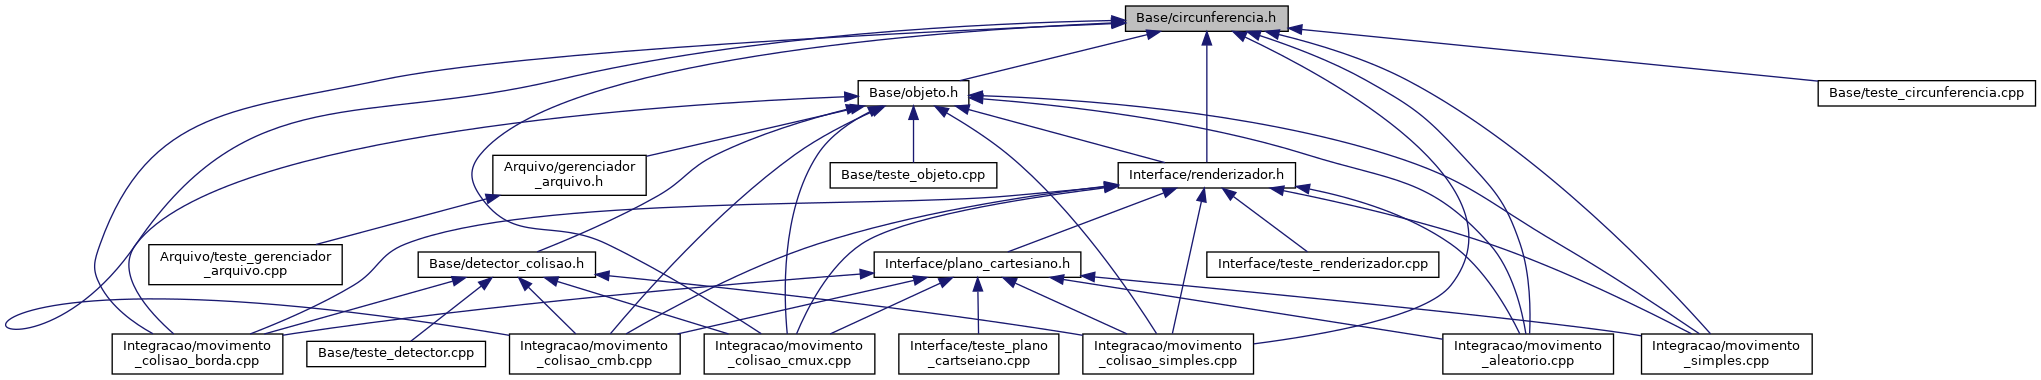 Base/circunferencia.h
Base/objeto.h
Base/teste_circunferencia.cpp
Arquivo/gerenciador
_arquivo.h
Base/teste_objeto.cpp
Interface/renderizador.h
Arquivo/teste_gerenciador
_arquivo.cpp
Base/detector_colisao.h
Interface/plano_cartesiano.h
Interface/teste_renderizador.cpp
Integracao/movimento
_colisao_borda.cpp
Base/teste_detector.cpp
Integracao/movimento
_colisao_cmb.cpp
Integracao/movimento
_colisao_cmux.cpp
Interface/teste_plano
_cartseiano.cpp
Integracao/movimento
_colisao_simples.cpp
Integracao/movimento
_aleatorio.cpp
Integracao/movimento
_simples.cpp